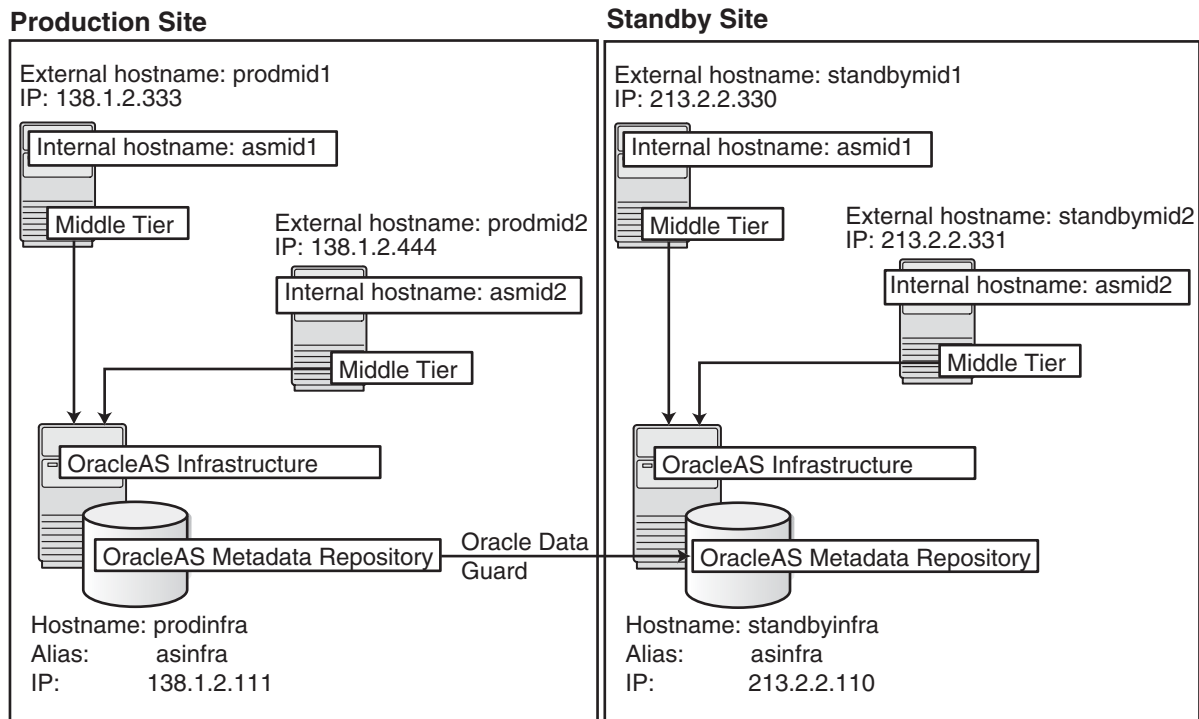 Production Site
External hostname: prodmid1
IP: 138.1.2.333
Internal hostname: asmid1
Middle Tier
External hostname: prodmid2
IP: 138.1.2.444
Internal hostname: asmid2
Middle Tier
OracleAS Infrastructure
OracleAS Metadata Repository
Oracle Data
Guard
Hostname: prodinfra
Alias: asinfra
IP: 138.1.2.111
Standby Site
External hostname: standbymid1
IP: 213.2.2.330
Internal hostname: asmid1
Middle Tier
External hostname: standbymid2
IP: 213.2.2.331
Internal hostname: asmid2
Middle Tier
OracleAS Infrastructure
OracleAS Metadata Repository
Hostname: standbyinfra
Alias: asinfra
IP: 213.2.2.110